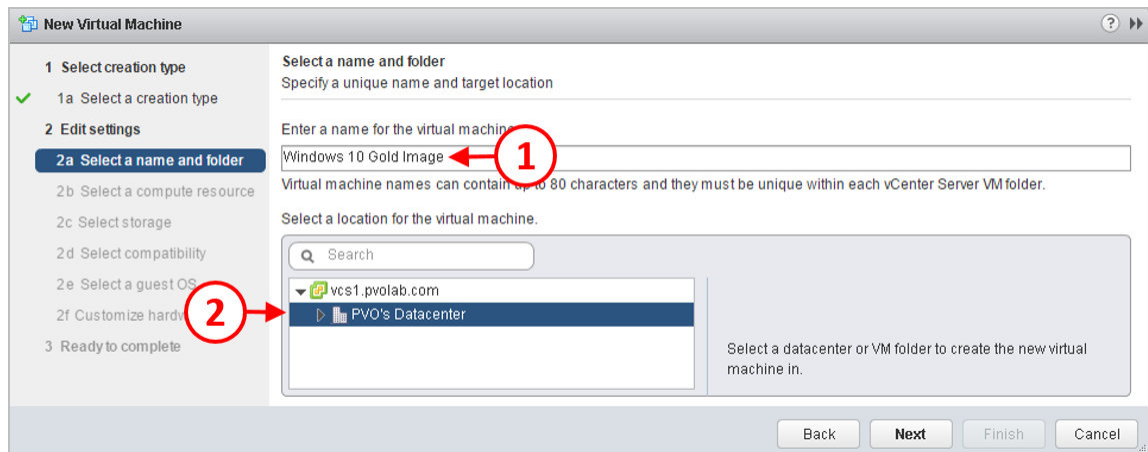 New Virtual Machine
?
1 Select creation type
1a Select a creation type
2 Edit settings
2a Select a name and folder
2b Select a compute resource
2c Select storage
2d Select compatibility
2e Select a guest OS
2f Customize hardw
3 Ready to complete
Select a name and folder
Specify a unique name and target location
Enter a name for the virtual machine
Windows 10 Gold Image
1
Virtual machine names can contain up to 80 characters and they must be unique within each vCenter Server VM folder.
Select a location for the virtual machine.
Search
vcs1.pvolab.com
2
PVO's Datacenter
Select a datacenter or VM folder to create the new virtual
machine in.
Back Next Finish Cancel